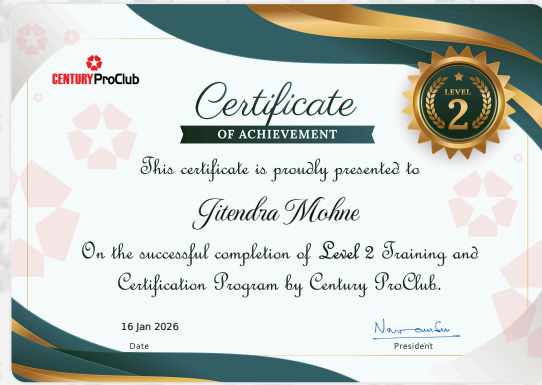 CENTURY ProClub
Certificate
OF ACHIEVEMENT
LEVEL
2
This certificate is proudly presented to
Jitendra Mohne
On the successful completion of Level 2 Training and
Certification Program by Century ProClub.
16 Jan 2026
Date
President